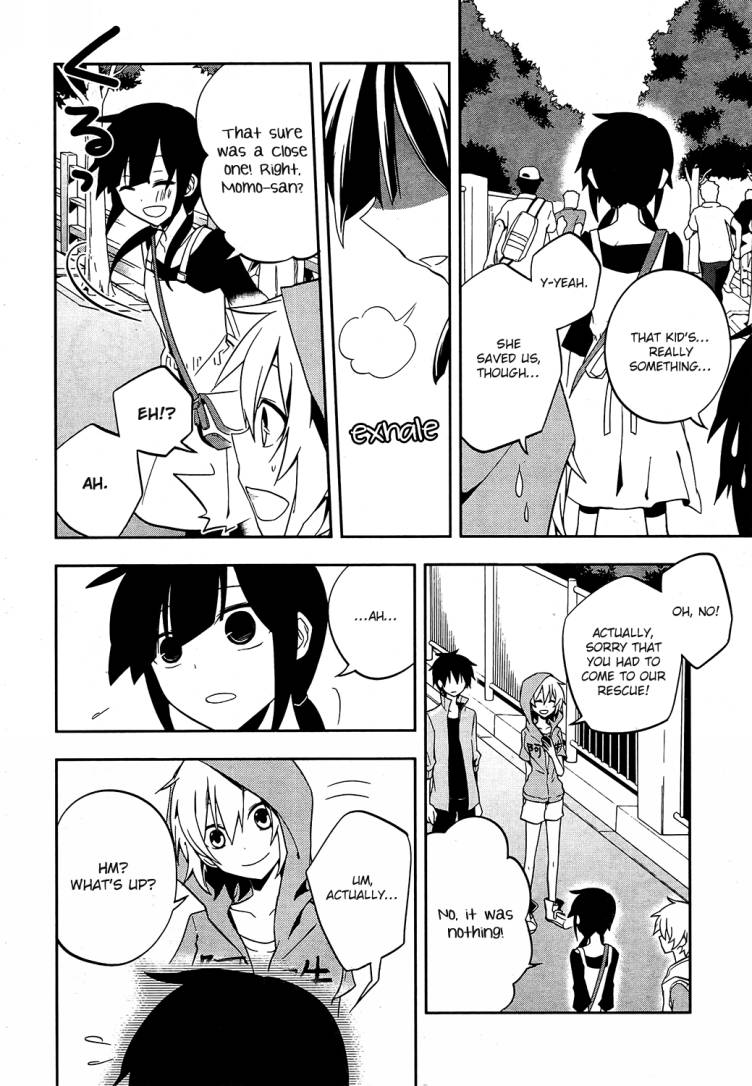 THAT KID'S...
REALLY
SOMETHING...
Y-YEAH.
SHE
SAVED US,
THOUGH...
exhale
くるっ
That sure
was a close
one! Right,
Momo-san?
EH!?
AH.
OH, NO!
ACTUALLY,
SORRY THAT
YOU HAD TO
COME TO OUR
RESCUE!
No, it was
nothing!
...AH...
UM,
ACTUALLY...
HM?
WHAT'S UP?